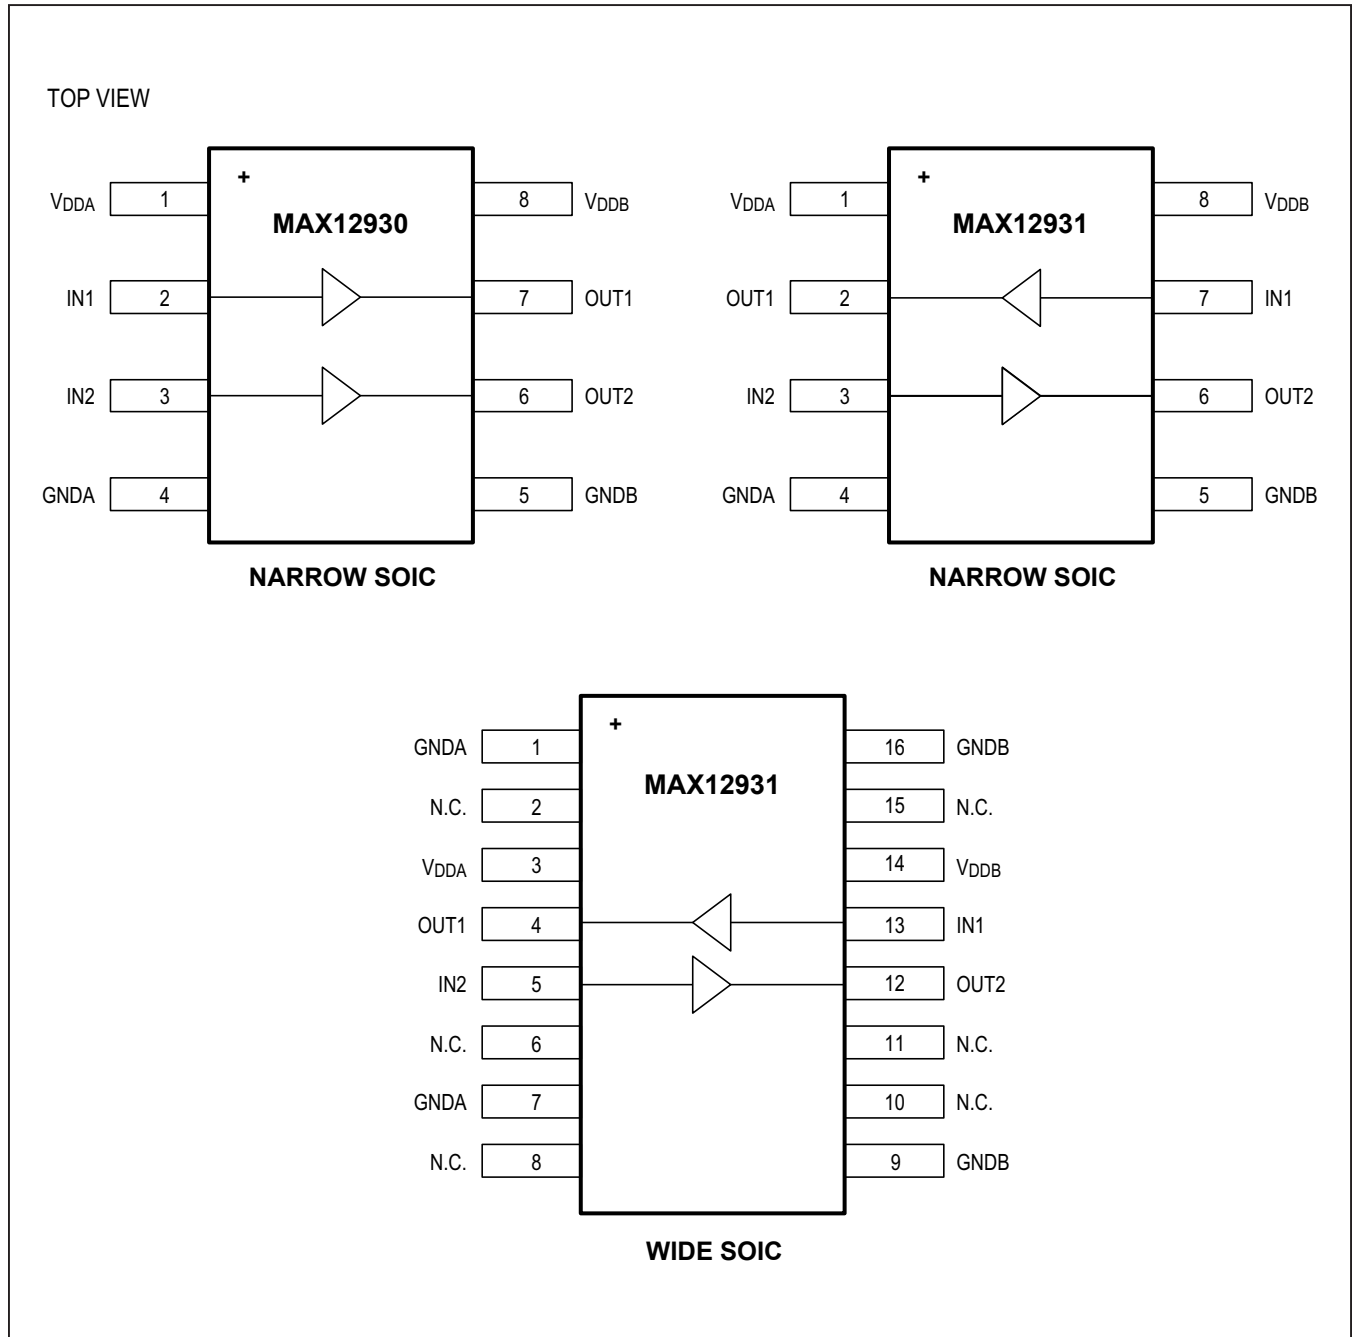 TOP VIEW
+ +
MAX12930 MAX12931
VDDA 1 8 VDDB VDDA 1 8 VDDB
IN1 2 7 OUT1 OUT1 2 7 IN1
IN2 3 6 OUT2 IN2 3 6 OUT2
GNDA 4 5 GNDB GNDA 4 5 GNDB
NARROW SOIC NARROW SOIC
+
MAX12931
GNDA 1 16 GNDB
N.C. 2 15 N.C.
VDDA 3 14 VDDB
OUT1 4 13 IN1
IN2 5 12 OUT2
N.C. 6 11 N.C.
GNDA 7 10 N.C.
N.C. 8 9 GNDB
WIDE SOIC